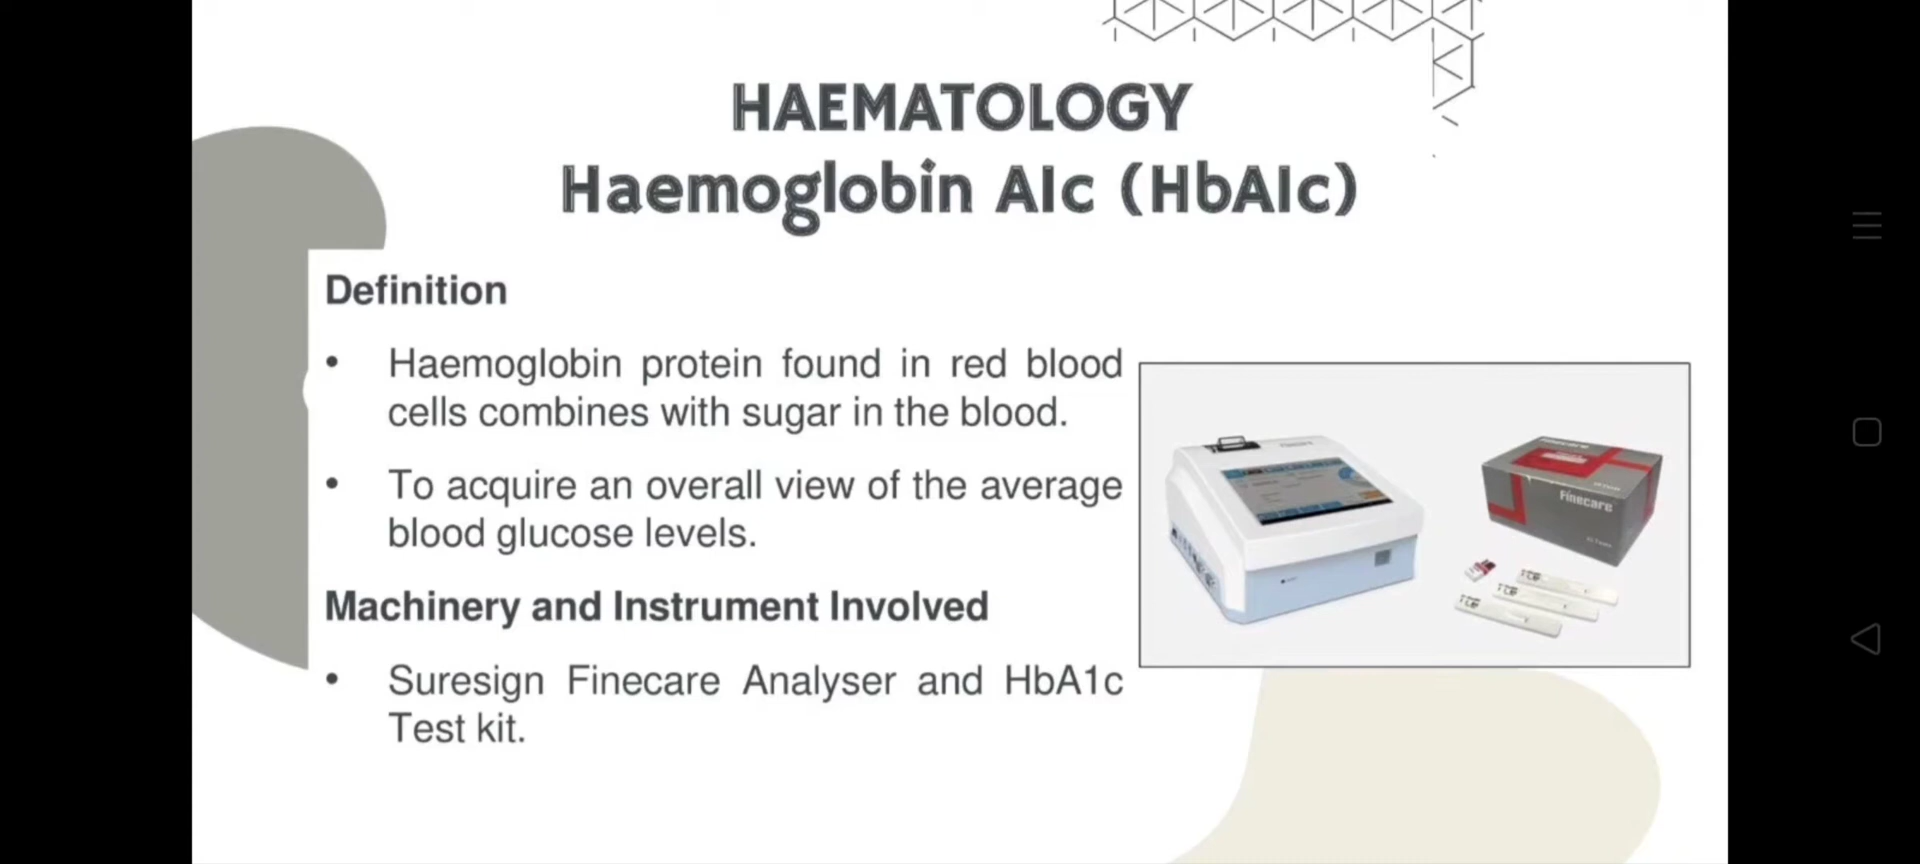 HAEMATOLOGY
Haemoglobin A1c (HbA1c)
Definition
• Haemoglobin protein found in red blood
cells combines with sugar in the blood.
• To acquire an overall view of the average
blood glucose levels.
Machinery and Instrument Involved
• Suresign Finecare Analyser and HbA1c
Test kit.
Finecare